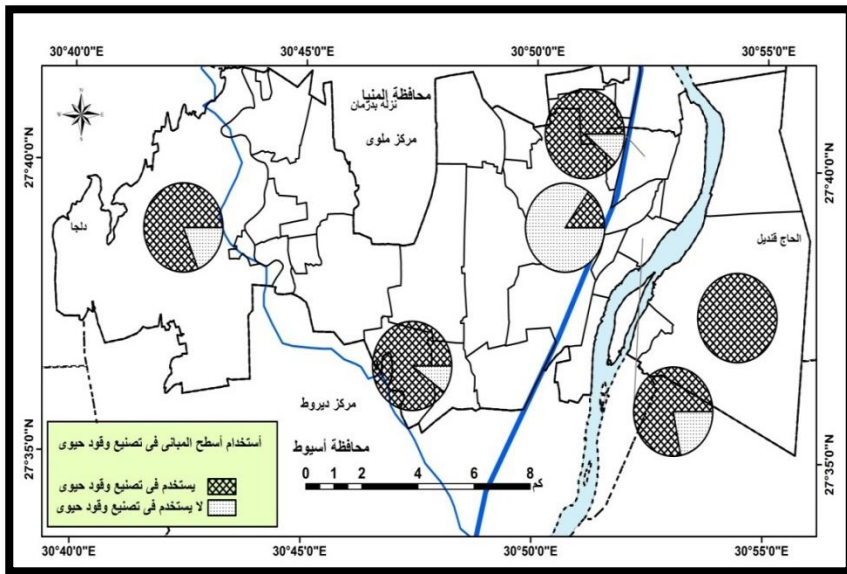 30°40'0"E 30°45'0"E 30°50'0"E 30°55'0"E
محافظة المنيا
نزله بدرمان
مركز ملوى
27°40'0"N
27°40'0"N
دلجا
الحاج قنديل
مركز ديروط
محافظة أسيوط
أستخدام أسطح المبانى فى تصنيع وقود حيوى
يستخدم فى تصنيع وقود حيوى
لا يستخدم فى تصنيع وقود حيوى
0 1 2 4 6 8
كم
27°35'0"N
27°35'0"N
30°40'0"E 30°45'0"E 30°50'0"E 30°55'0"E